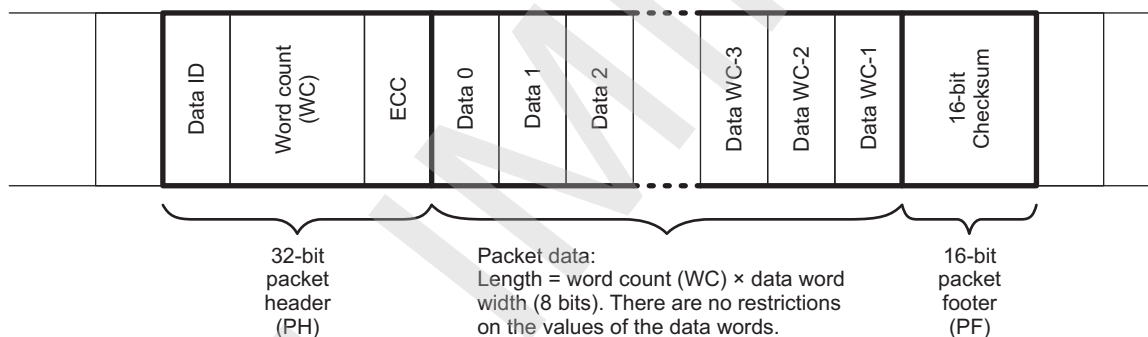 Data ID
Word count
(WC)
ECC
Data 0
Data 1
Data 2
Data WC-3
Data WC-2
Data WC-1
16-bit
Checksum
32-bit
packet
header
(PH)
Packet data:
Length = word count (WC) × data word
width (8 bits). There are no restrictions
on the values of the data words.
16-bit
packet
footer
(PF)